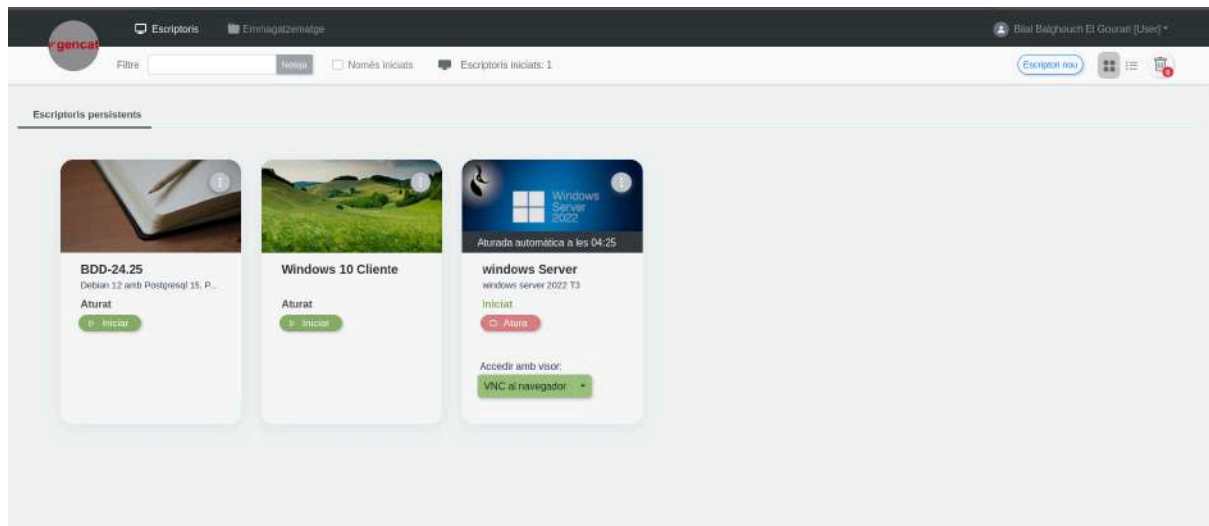 Escriptoris
Emmagatzematge
Bilal Balghouch El Gourari [User]
gencat
Filtre
Neteja
Només iniciats
Escriptoris iniciats: 1
Escriptori nou
Escriptoris persistents
Windows
Server
2022
Aturada automàtica a les 04:25
BDD-24.25
Debian 12 amb Postgresql 15. P...
Aturat
Iniciar
Windows 10 Cliente
Aturat
Iniciar
windows Server
windows server 2022 T3
Iniciat
Atura
Accedir amb visor:
VNC al navegador